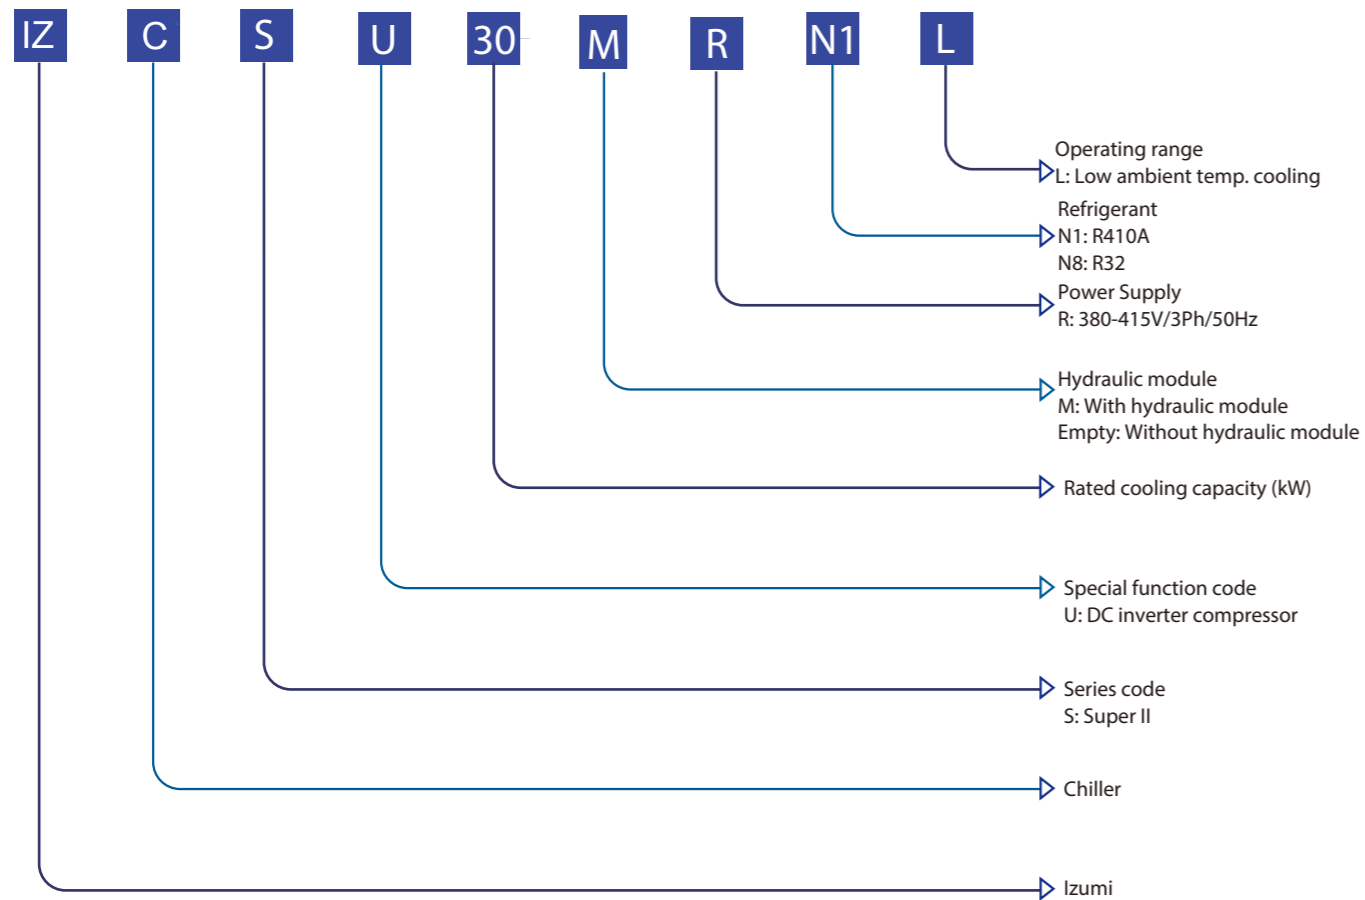 IZ C S U 30 M R N1 L
Operating range
L: Low ambient temp. cooling
Refrigerant
N1: R410A
N8: R32
Power Supply
R: 380-415V/3Ph/50Hz
Hydraulic module
M: With hydraulic module
Empty: Without hydraulic module
Rated cooling capacity (kW)
Special function code
U: DC inverter compressor
Series code
S: Super II
Chiller
Izumi